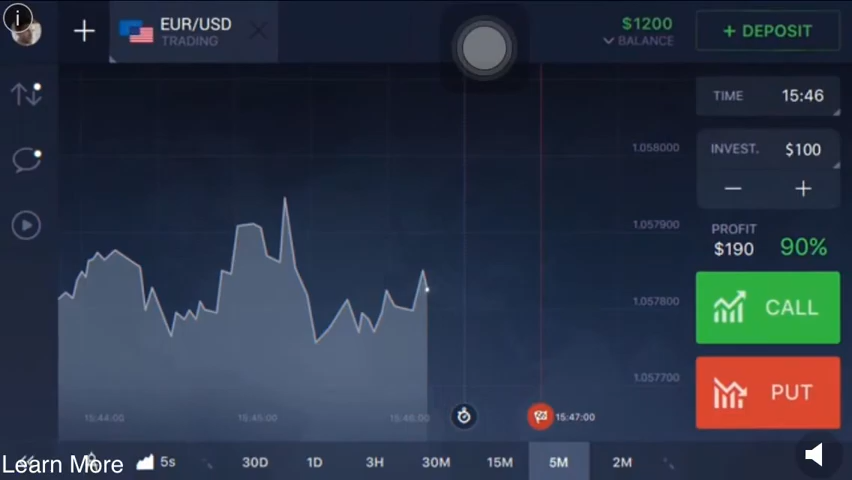 i
EUR/USD
TRADING
$1200
BALANCE
+ DEPOSIT
TIME 15:46
INVEST. $100
PROFIT
$190 90%
CALL
PUT
1.058000
1.057900
1.057800
1.057700
15:44:00 15:45:00 15:46:00 15:47:00
5s 30D 1D 3H 30M 15M 5M 2M
Learn More